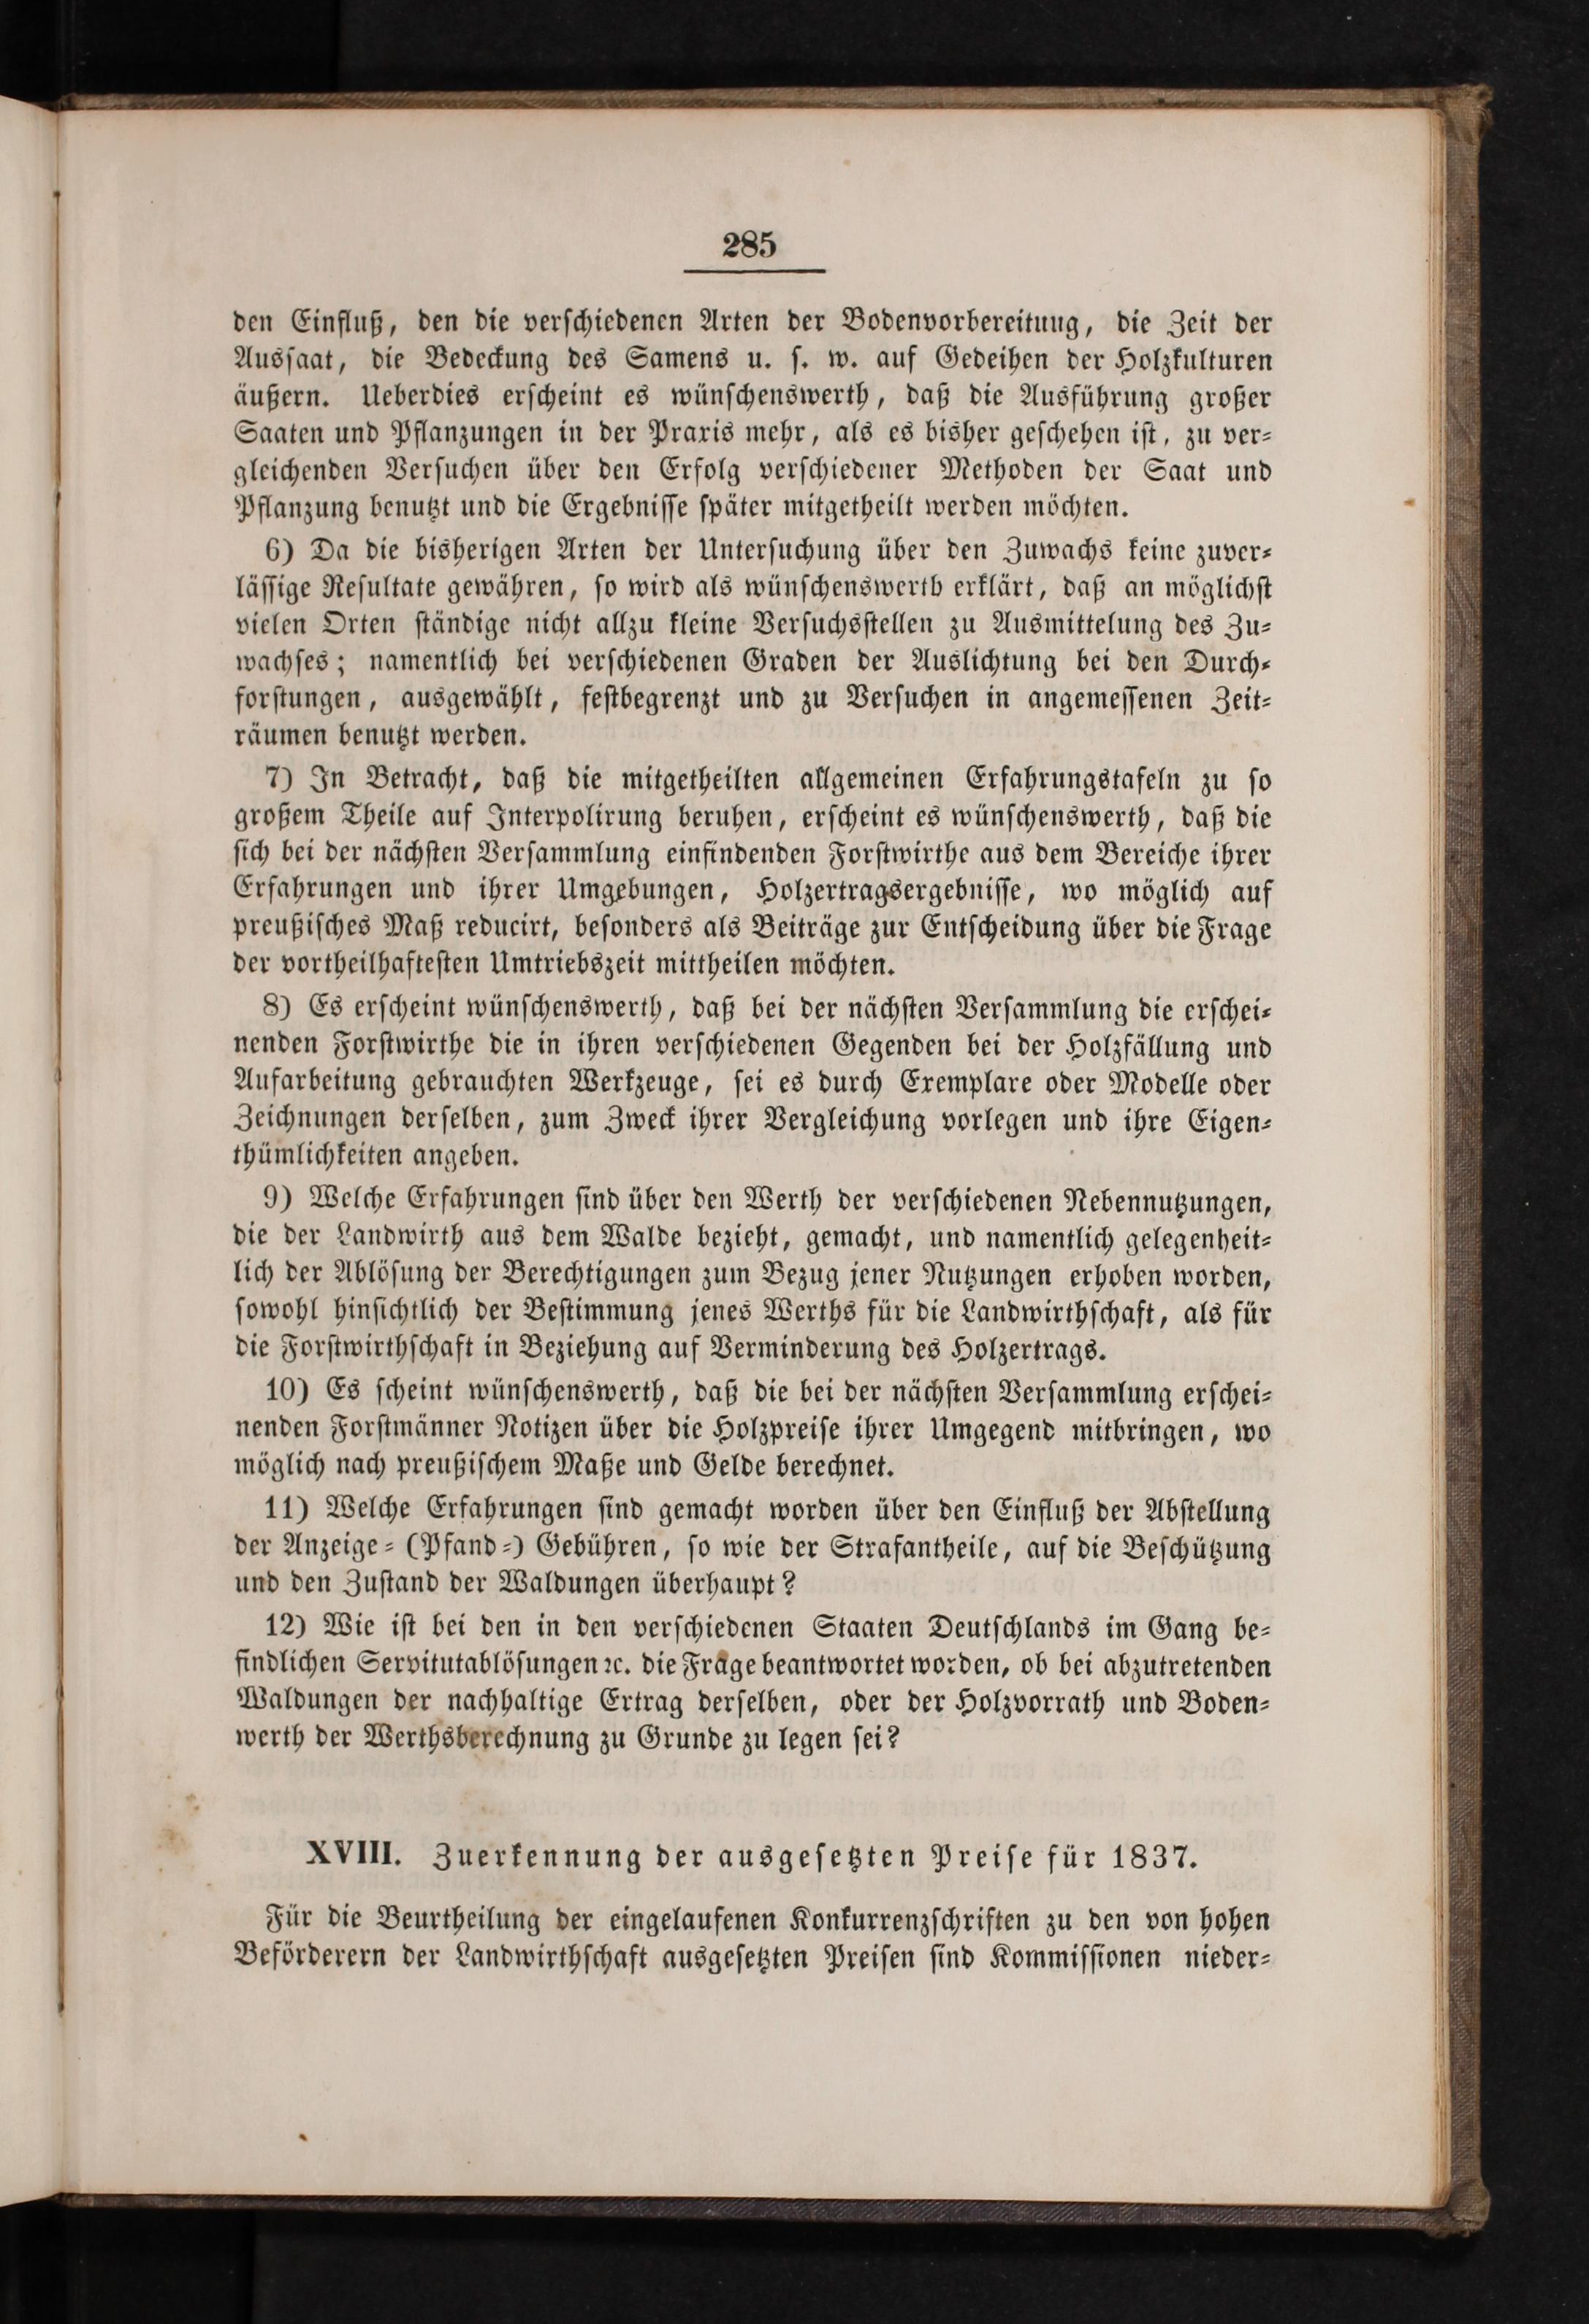 285
den Einfluß, den die verſchiedenen Arten der Bodenvorbereitung, die Zeit der
Ausſaat, die Bedeckung des Samens u. ſ. w. auf Gedeihen der Holzkulturen
äußern. Ueberdies erſcheint es wünſchenswerth, daß die Ausführung großer
Saaten und Pflanzungen in der Praxis mehr, als es bisher geſchehen iſt, zu ver⸗
gleichenden Verſuchen über den Erfolg verſchiedener Methoden der Saat und
Pflanzung benutzt und die Ergebniſſe ſpäter mitgetheilt werden möchten.
6) Da die bisherigen Arten der Unterſuchung über den Zuwachs keine zuver⸗
läſſige Reſultate gewähren, ſo wird als wünſchenswerth erklärt, daß an möglichſt
vielen Orten ſtändige nicht allzu kleine Verſuchsſtellen zu Ausmittelung des Zu⸗
wachſes; namentlich bei verſchiedenen Graden der Auslichtung bei den Durch⸗
forſtungen, ausgewählt, feſtbegrenzt und zu Verſuchen in angemeſſenen Zeit⸗
räumen benutzt werden.
7) In Betracht, daß die mitgetheilten allgemeinen Erfahrungstafeln zu ſo
großem Theile auf Interpolirung beruhen, erſcheint es wünſchenswerth, daß die
ſich bei der nächſten Verſammlung einfindenden Forſtwirthe aus dem Bereiche ihrer
Erfahrungen und ihrer Umgebungen, Holzertragsergebniſſe, wo möglich auf
preußiſches Maß reducirt, beſonders als Beiträge zur Entſcheidung über die Frage
der vortheilhafteſten Umtriebszeit mittheilen möchten.
8) Es erſcheint wünſchenswerth, daß bei der nächſten Verſammlung die erſchei⸗
nenden Forſtwirthe die in ihren verſchiedenen Gegenden bei der Holzfällung und
Aufarbeitung gebrauchten Werkzeuge, ſei es durch Exemplare oder Modelle oder
Zeichnungen derſelben, zum Zweck ihrer Vergleichung vorlegen und ihre Eigen⸗
thümlichkeiten angeben.
9) Welche Erfahrungen ſind über den Werth der verſchiedenen Nebennutzungen,
die der Landwirth aus dem Walde bezieht, gemacht, und namentlich gelegenheit⸗
lich der Ablöſung der Berechtigungen zum Bezug jener Nutzungen erhoben worden,
ſowohl hinſichtlich der Beſtimmung jenes Werths für die Landwirthſchaft, als für
die Forſtwirthſchaft in Beziehung auf Verminderung des Holzertrags.
10) Es ſcheint wünſchenswerth, daß die bei der nächſten Verſammlung erſchei⸗
nenden Forſtmänner Notizen über die Holzpreiſe ihrer Umgegend mitbringen, wo
möglich nach preußiſchem Maße und Gelde berechnet.
11) Welche Erfahrungen ſind gemacht worden über den Einfluß der Abſtellung
der Anzeige⸗ (Pfand⸗) Gebühren, ſo wie der Strafantheile, auf die Beſchützung
und den Zuſtand der Waldungen überhaupt?
12) Wie iſt bei den in den verſchiedenen Staaten Deutſchlands im Gang be⸗
findlichen Servitutablöſungen ꝛc. die Frage beantwortet worden, ob bei abzutretenden
Waldungen der nachhaltige Ertrag derſelben, oder der Holzvorrath und Boden⸗
werth der Werthsberechnung zu Grunde zu legen ſei?
XVIII. Zuerkennung der ausgeſetzten Preiſe für 1837.
Für die Beurtheilung der eingelaufenen Konkurrenzſchriften zu den von hohen
Beförderern der Landwirthſchaft ausgeſetzten Preiſen ſind Kommiſſionen nieder⸗